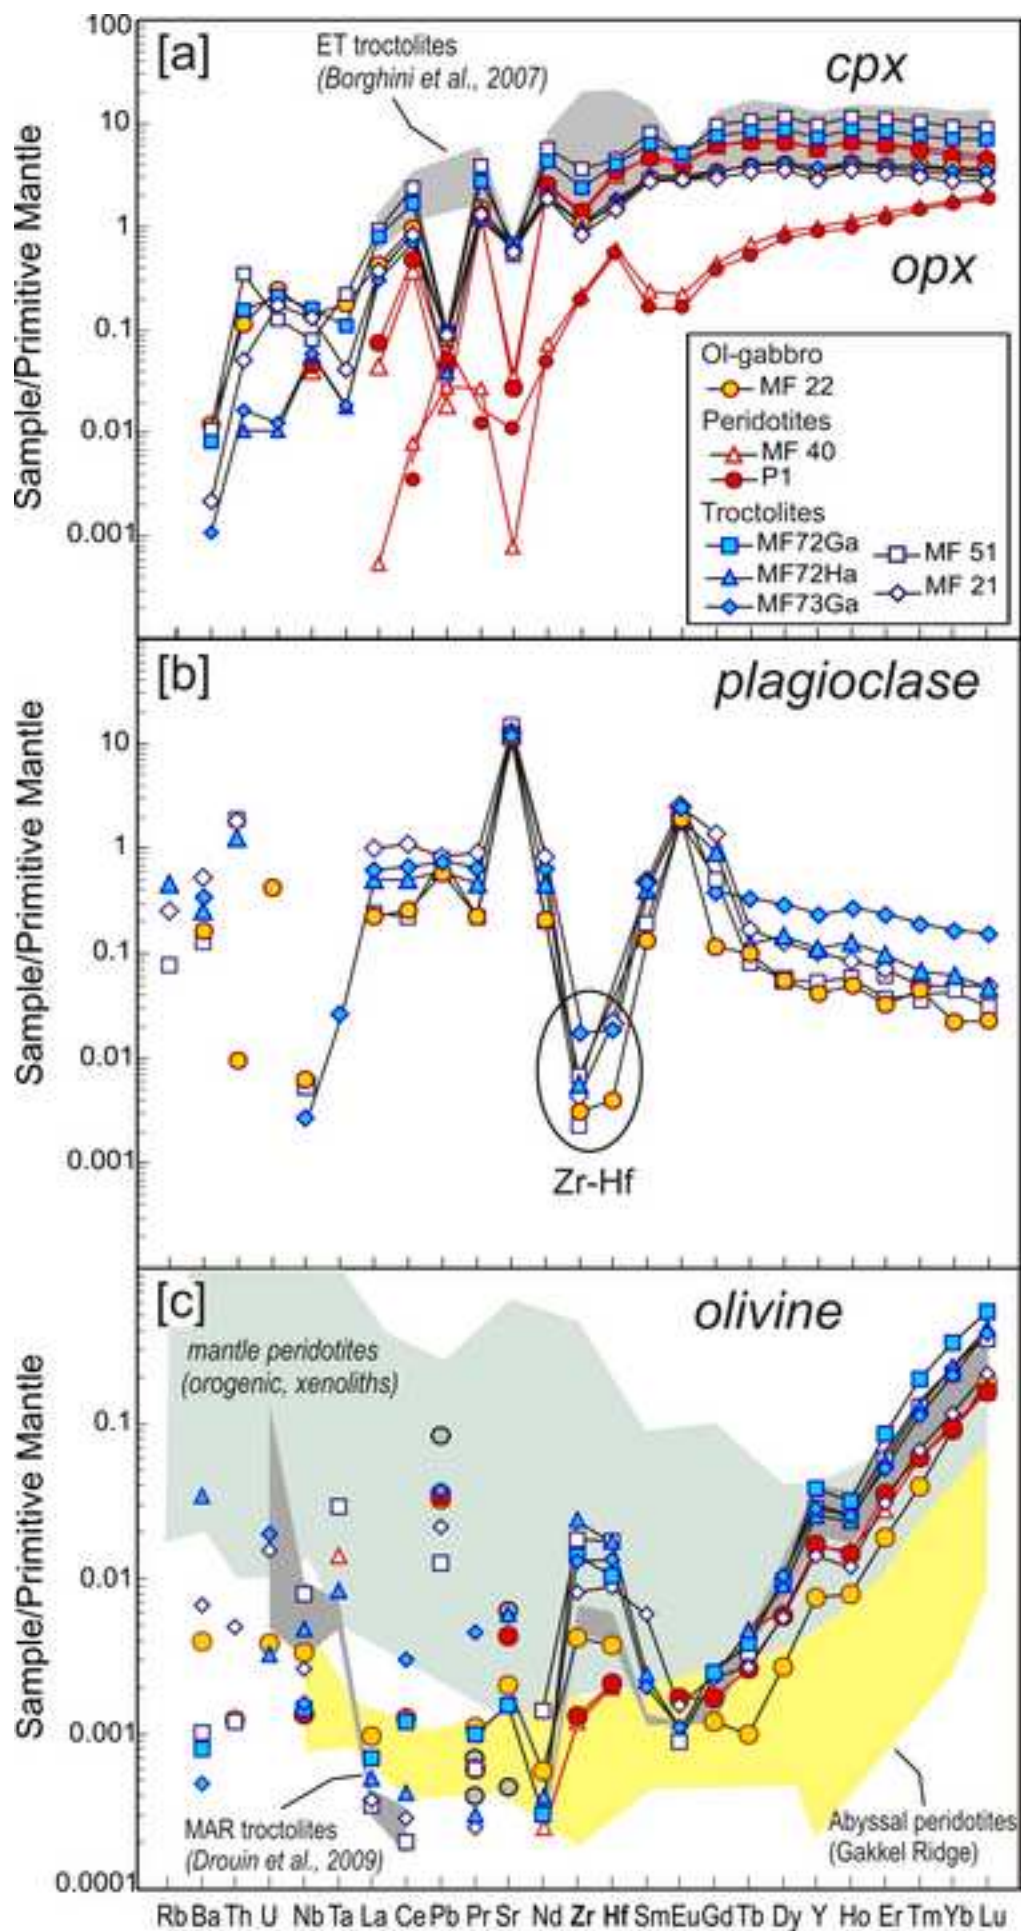 [a]
ET troctolites
(Borghini et al., 2007)
cpx
opx
100
10
1
0.1
0.01
0.001
Sample/Primitive Mantle
Ol-gabbro
MF 22
Peridotites
MF 40
P1
Troctolites
MF72Ga
MF72Ha
MF73Ga
MF 51
MF 21
[b]
plagioclase
10
1
0.1
0.01
0.001
Sample/Primitive Mantle
Zr-Hf
[c]
olivine
mantle peridotites
(orogenic, xenoliths)
0.1
0.01
0.001
0.0001
Sample/Primitive Mantle
MAR troctolites
(Drouin et al., 2009)
Abyssal peridotites
(Gakkel Ridge)
Rb Ba Th U Nb Ta La Ce Pb Pr Sr Nd Zr Hf Sm Eu Gd Tb Dy Y Ho Er Tm Yb Lu